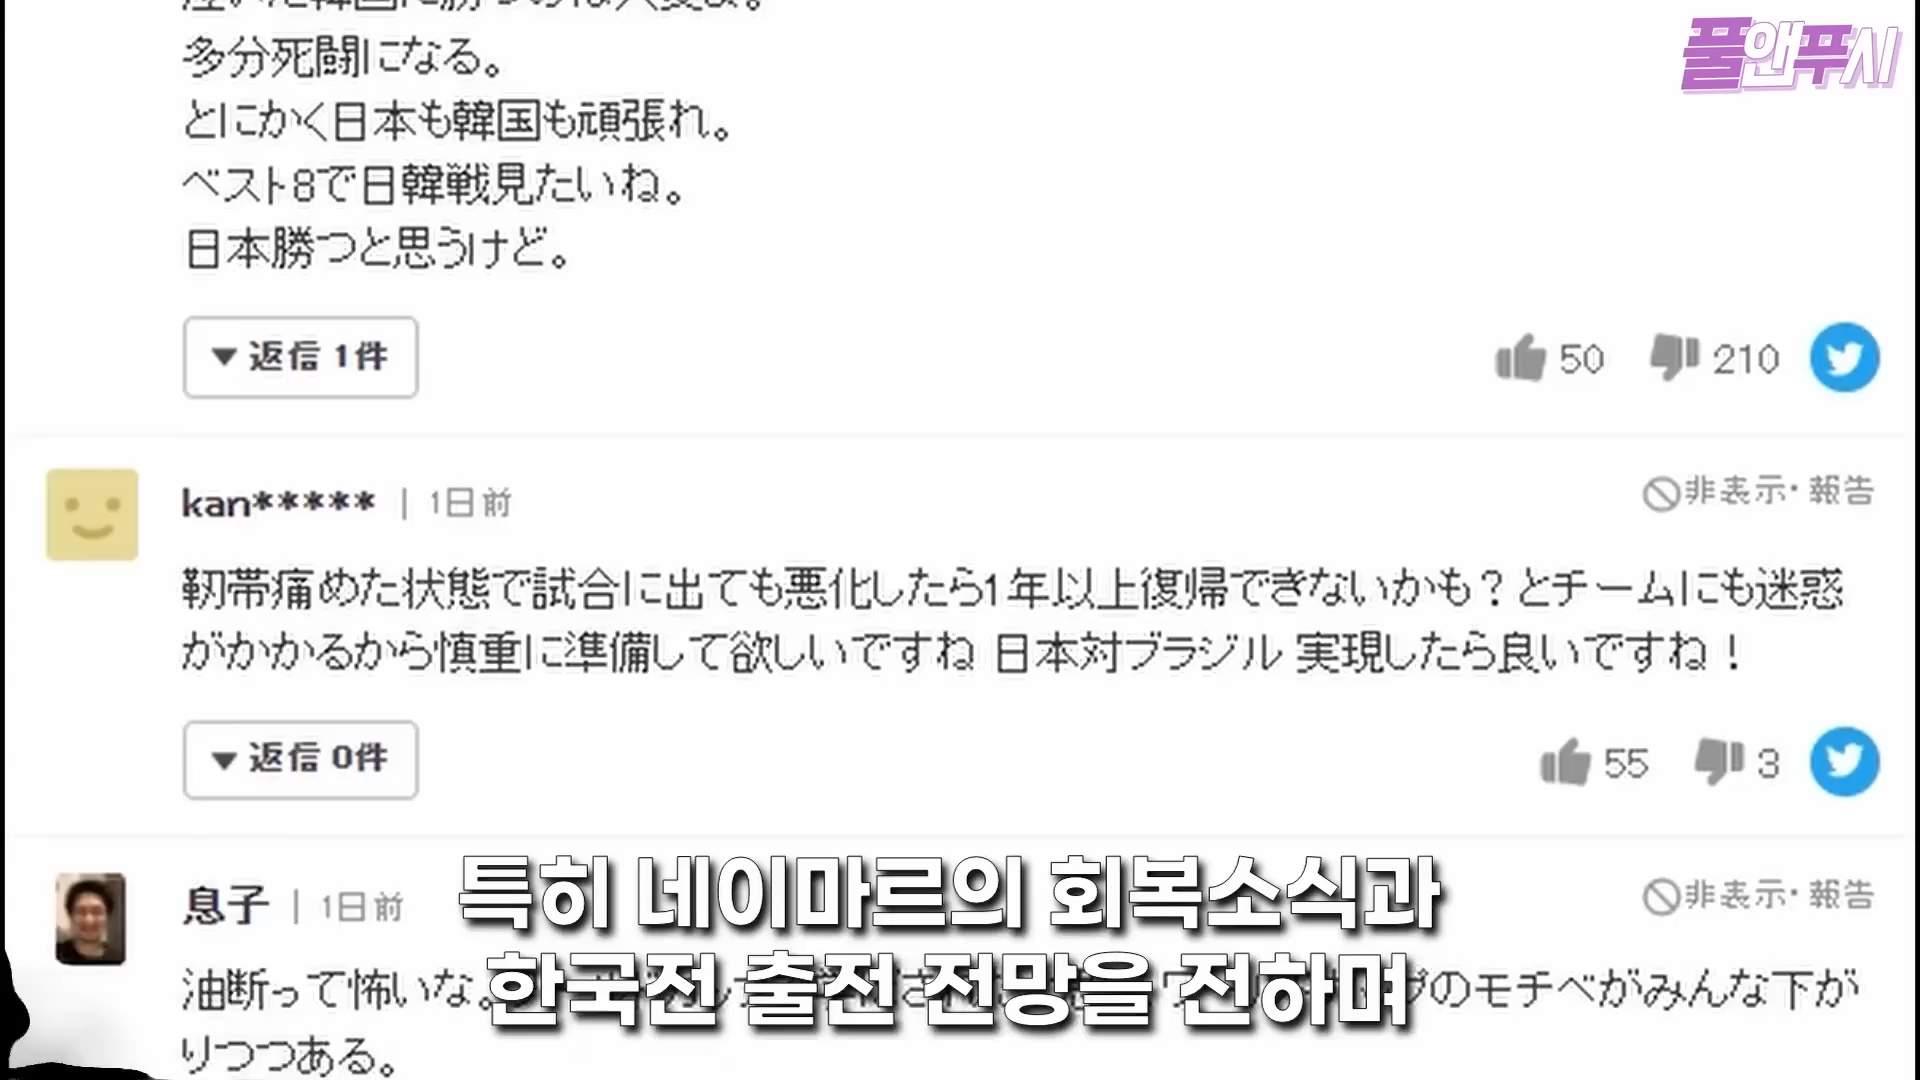 풀앤푸시
多分死闘になる。
とにかく日本も韓国も頑張れ。
ベスト8で日韓戦見たいね。
日本勝つと思うけど。
返信 1件
50 210
kan***** | 1日前
非表示・報告
靭帯痛めた状態で試合に出ても悪化したら1年以上復帰できないかも？とチームにも迷惑
がかかるから慎重に準備して欲しいですね 日本対ブラジル 実現したら良いですね！
返信 0件
55 3
息子 | 1日前
非表示・報告
특히 네이마르의 회복소식과
한국전 출전 전망을 전하며
油断って怖いな。
のモチベがみんな下が
りつつある。